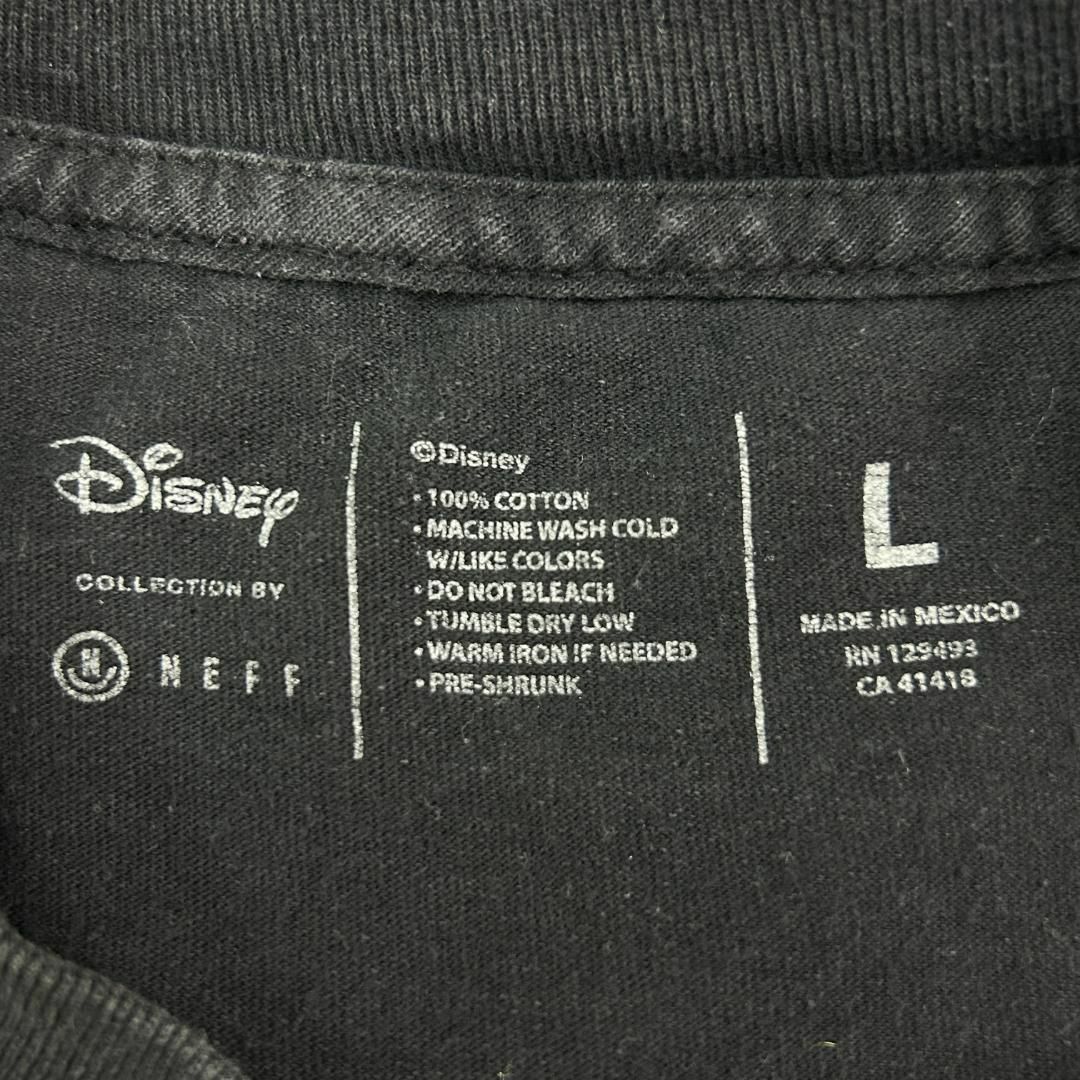 Disney
COLLECTION BY
N NEFF
©Disney
• 100% COTTON
• MACHINE WASH COLD
W/LIKE COLORS
• DO NOT BLEACH
• TUMBLE DRY LOW
• WARM IRON IF NEEDED
• PRE-SHRUNK
L
MADE IN MEXICO
RN 129493
CA 41418